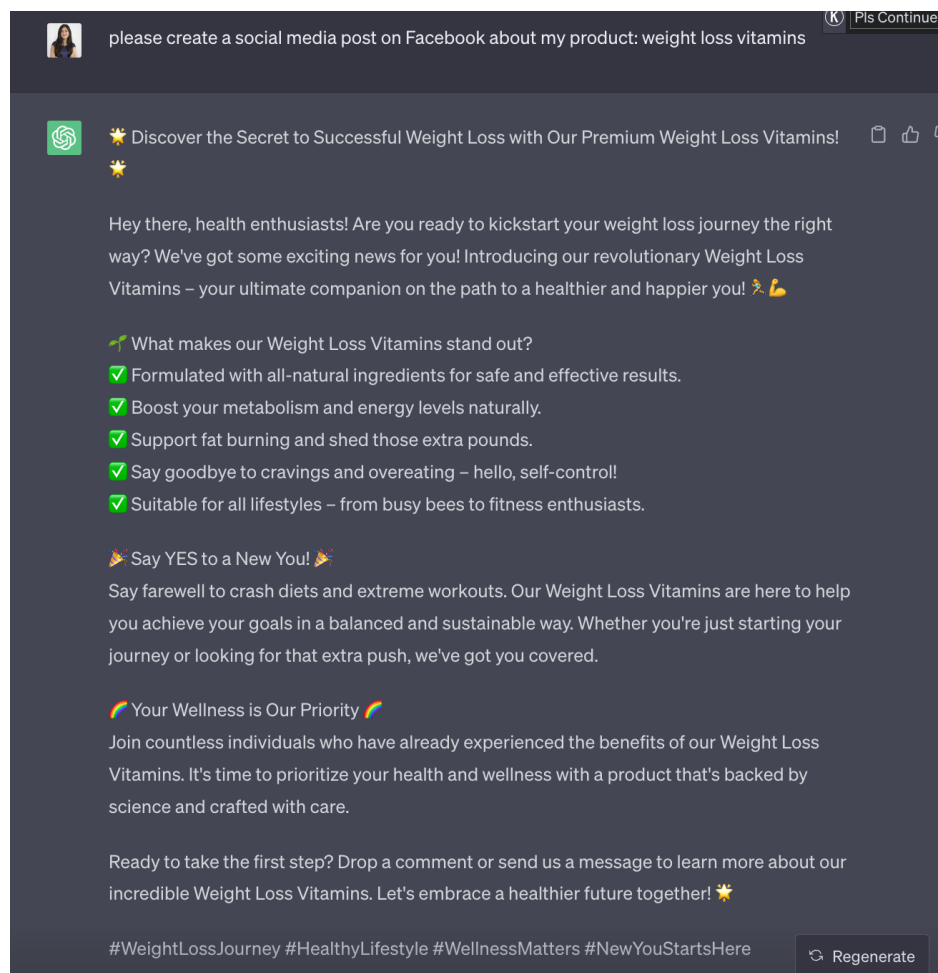 K Pls Continue
please create a social media post on Facebook about my product: weight loss vitamins
🌟 Discover the Secret to Successful Weight Loss with Our Premium Weight Loss Vitamins!
🌟
Hey there, health enthusiasts! Are you ready to kickstart your weight loss journey the right
way? We've got some exciting news for you! Introducing our revolutionary Weight Loss
Vitamins – your ultimate companion on the path to a healthier and happier you! 🏃💪
🌱 What makes our Weight Loss Vitamins stand out?
✅ Formulated with all-natural ingredients for safe and effective results.
✅ Boost your metabolism and energy levels naturally.
✅ Support fat burning and shed those extra pounds.
✅ Say goodbye to cravings and overeating – hello, self-control!
✅ Suitable for all lifestyles – from busy bees to fitness enthusiasts.
🎉 Say YES to a New You! 🎉
Say farewell to crash diets and extreme workouts. Our Weight Loss Vitamins are here to help
you achieve your goals in a balanced and sustainable way. Whether you're just starting your
journey or looking for that extra push, we've got you covered.
🌈 Your Wellness is Our Priority 🌈
Join countless individuals who have already experienced the benefits of our Weight Loss
Vitamins. It's time to prioritize your health and wellness with a product that's backed by
science and crafted with care.
Ready to take the first step? Drop a comment or send us a message to learn more about our
incredible Weight Loss Vitamins. Let's embrace a healthier future together! 🌟
#WeightLossJourney #HealthyLifestyle #WellnessMatters #NewYouStartsHere
Regenerate